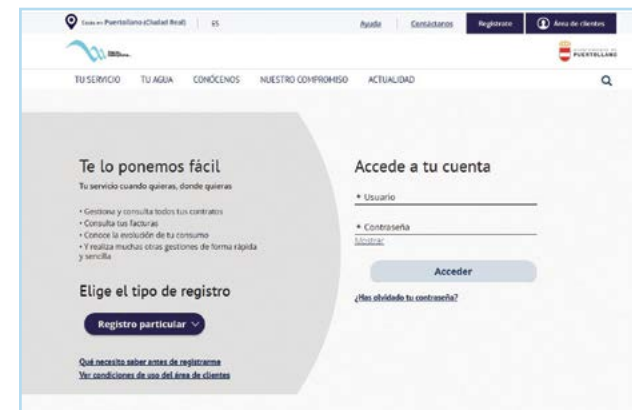 Estás en Puertollano (Ciudad Real) ES Ayuda Contáctanos Regístrate Área de clientes
PUERTOLLANO
TU SERVICIO TU AGUA CONÓCENOS NUESTRO COMPROMISO ACTUALIDAD
Te lo ponemos fácil
Tu servicio cuando quieras, donde quieras
• Gestiona y consulta todos tus contratos
• Consulta tus facturas
• Conoce la evolución de tu consumo
• Y realiza muchas otras gestiones de forma rápida
y sencilla
Elige el tipo de registro
Registro particular
Qué necesito saber antes de registrarme
Ver condiciones de uso del área de clientes
Accede a tu cuenta
* Usuario
* Contraseña
Mostrar
Acceder
¿Has olvidado tu contraseña?